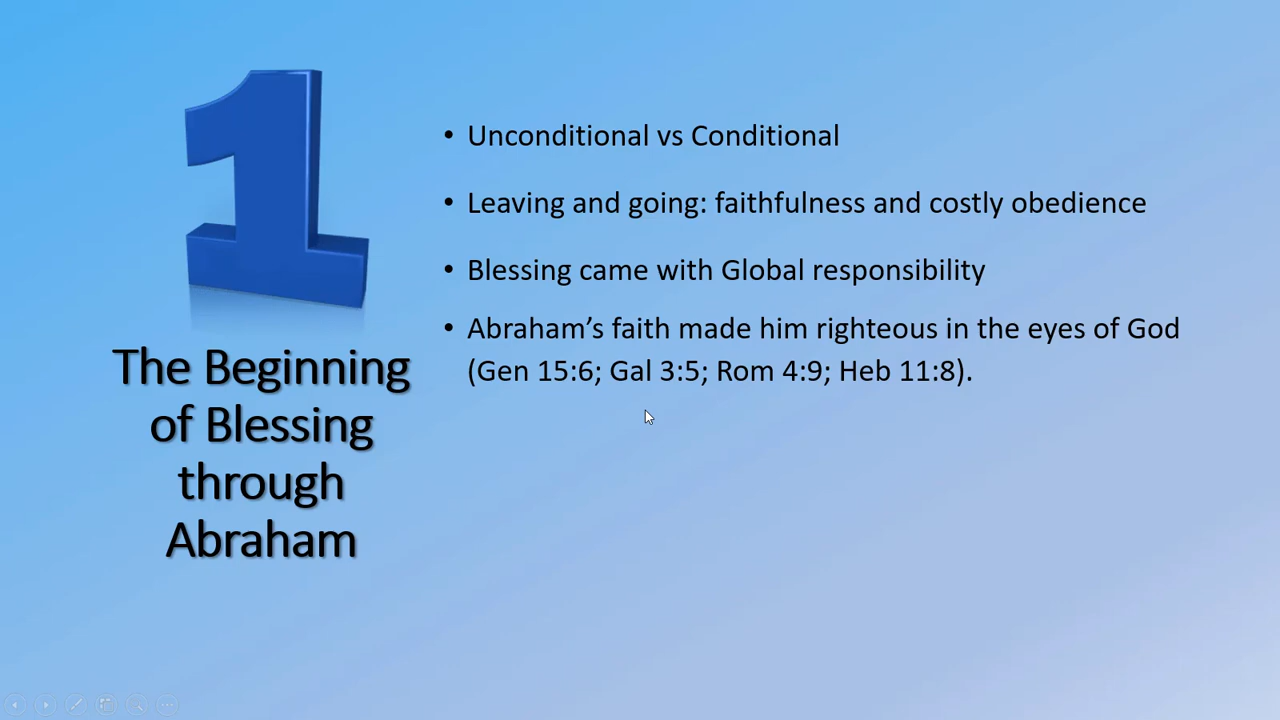 1
The Beginning
of Blessing
through
Abraham
• Unconditional vs Conditional
• Leaving and going: faithfulness and costly obedience
• Blessing came with Global responsibility
• Abraham’s faith made him righteous in the eyes of God
(Gen 15:6; Gal 3:5; Rom 4:9; Heb 11:8).